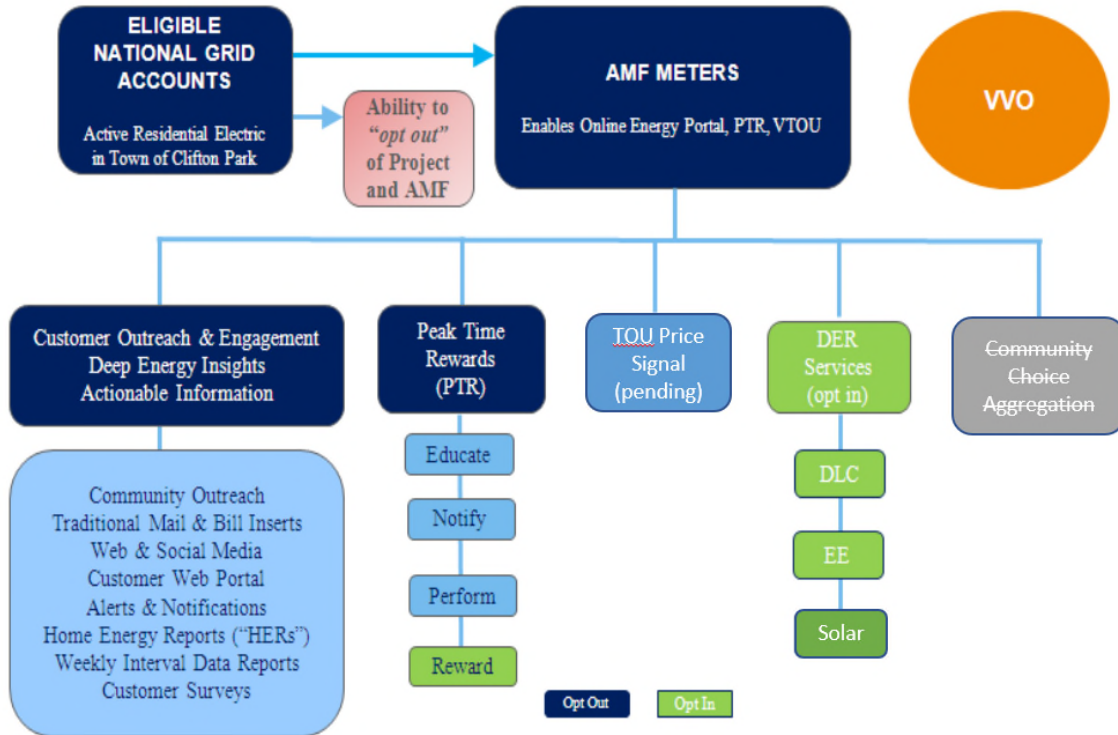 ELIGIBLE
NATIONAL GRID
ACCOUNTS
Active Residential Electric
in Town of Clifton Park
Ability to
“opt out”
of Project
and AMF
AMF METERS
Enables Online Energy Portal, PTR, VTOU
VVO
Customer Outreach & Engagement
Deep Energy Insights
Actionable Information
Peak Time
Rewards
(PTR)
TOU Price
Signal
(pending)
DER
Services
(opt in)
Community
Choice
Aggregation
Community Outreach
Traditional Mail & Bill Inserts
Web & Social Media
Customer Web Portal
Alerts & Notifications
Home Energy Reports (“HERs”)
Weekly Interval Data Reports
Customer Surveys
Educate
Notify
Perform
Reward
DLC
EE
Solar
Opt Out
Opt In